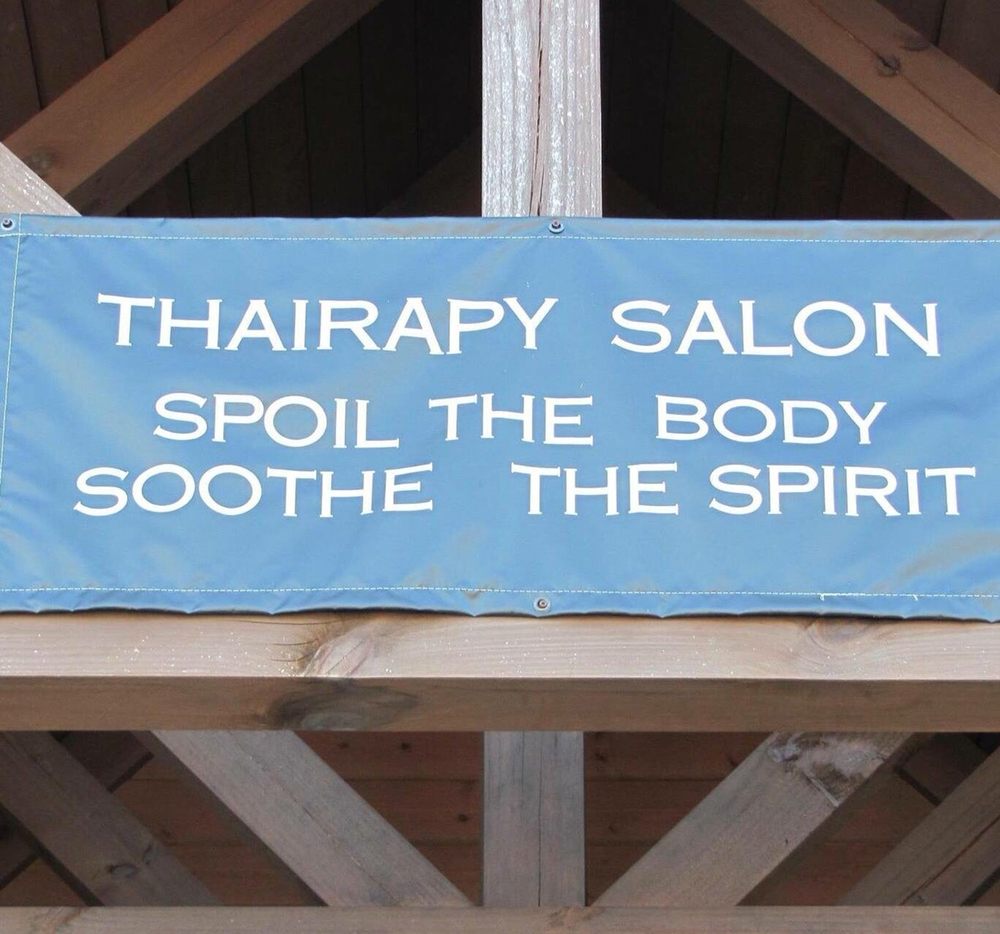 THAIRAPY SALON
SPOIL THE BODY
SOOTHE THE SPIRIT